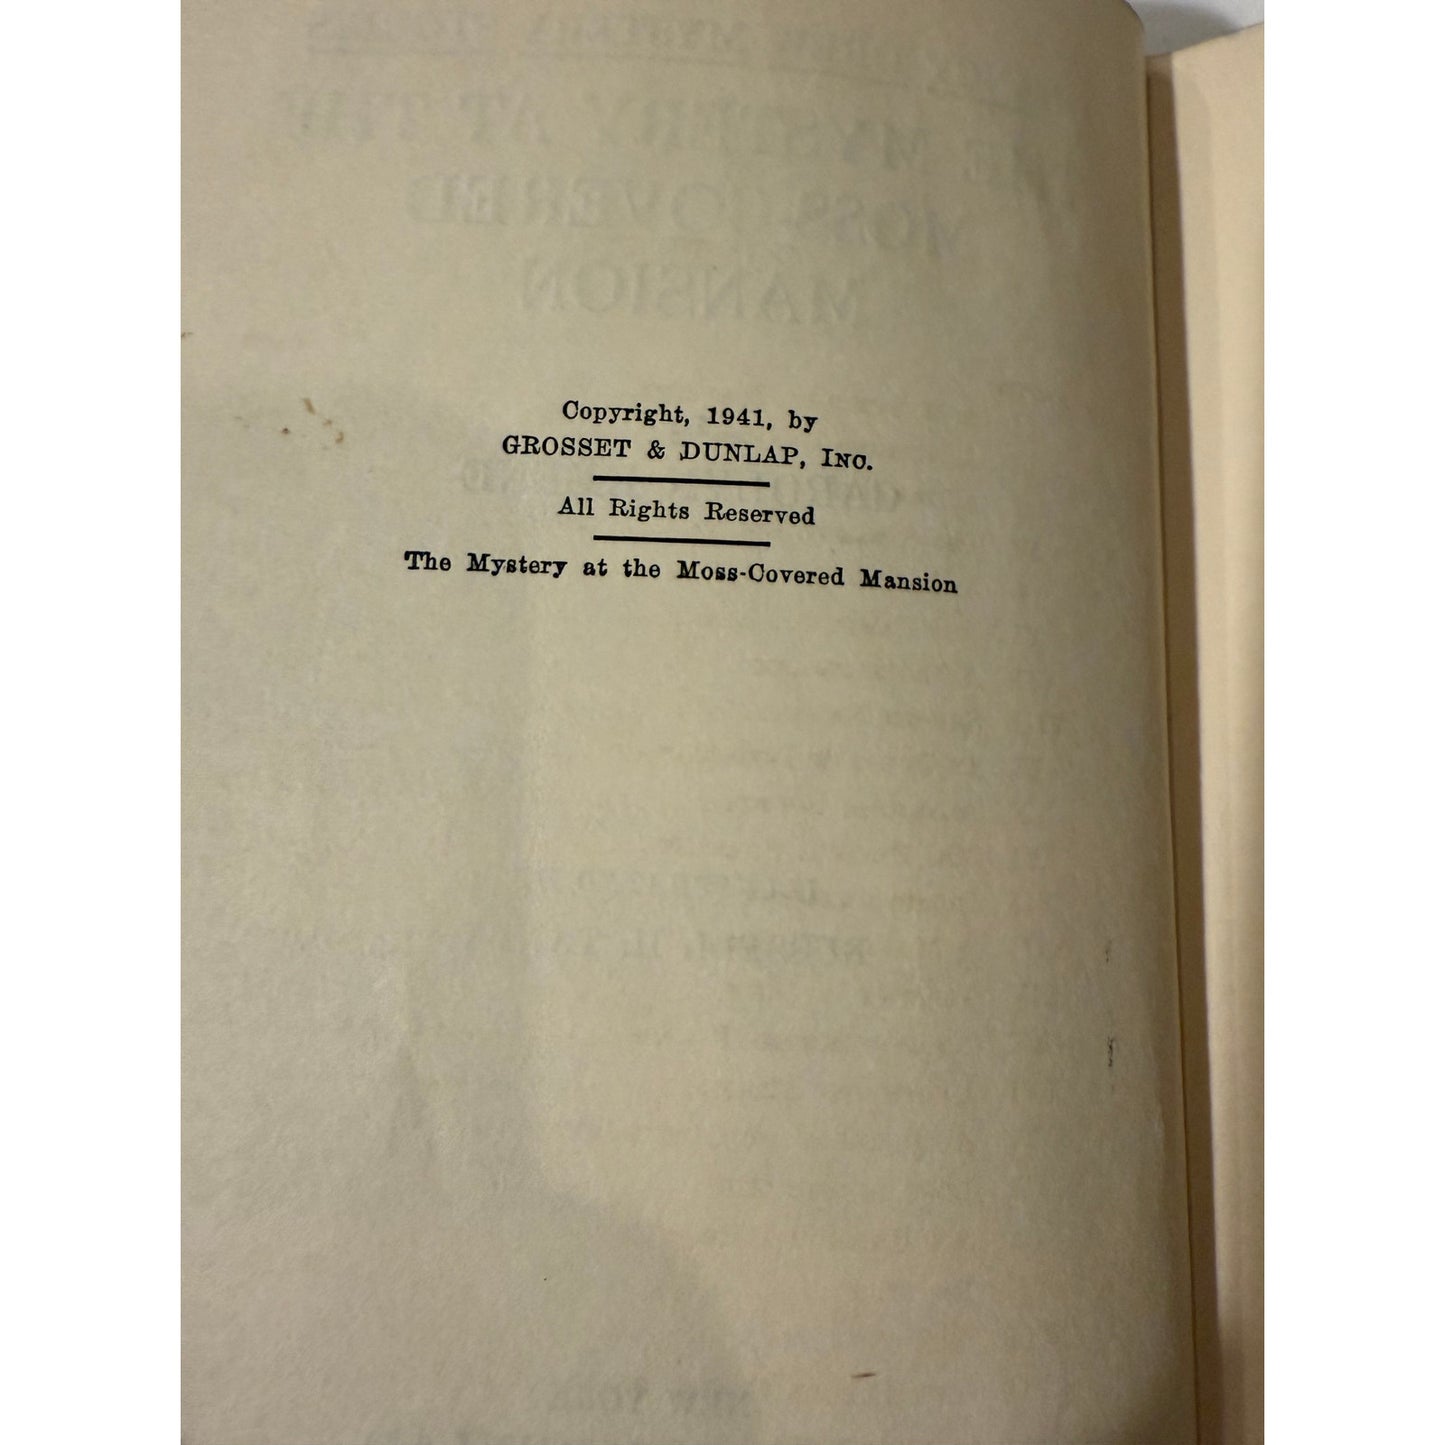 Copyright, 1941, by
GROSSET & DUNLAP, INC.
All Rights Reserved
The Mystery at the Moss-Covered Mansion